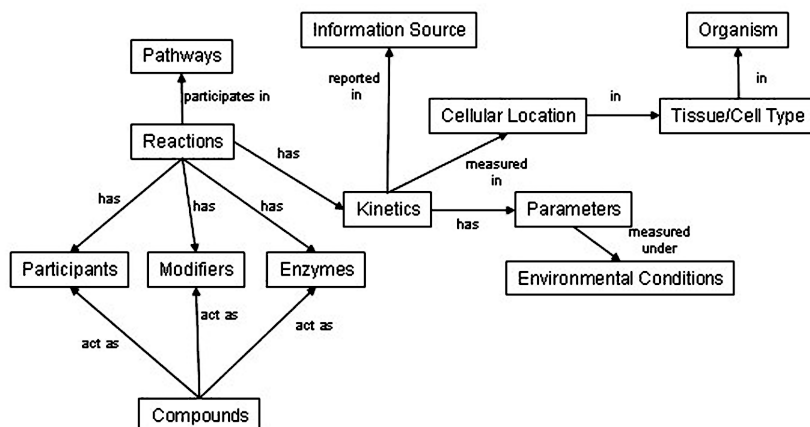 Information Source
Organism
Pathways
reported
in
in
participates in
Cellular Location
in
Tissue/Cell Type
Reactions
has
measured
in
has
has
has
Kinetics
has
Parameters
measured
under
Participants
Modifiers
Enzymes
Environmental Conditions
act as
act as
act as
Compounds